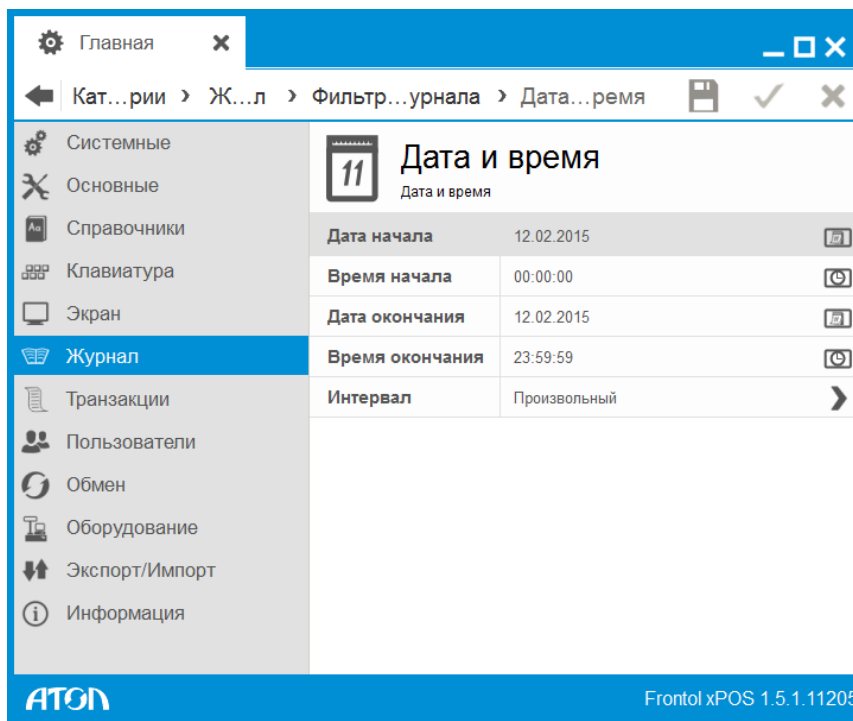 Главная
Кат...рии › Ж...л › Фильтр...урнала › Дата...ремя
Системные
Основные
Справочники
Клавиатура
Экран
Журнал
Транзакции
Пользователи
Обмен
Оборудование
Экспорт/Импорт
Информация
11
Дата и время
Дата и время
Дата начала 12.02.2015
Время начала 00:00:00
Дата окончания 12.02.2015
Время окончания 23:59:59
Интервал Произвольный
АТОЛ
Frontol xPOS 1.5.1.11205